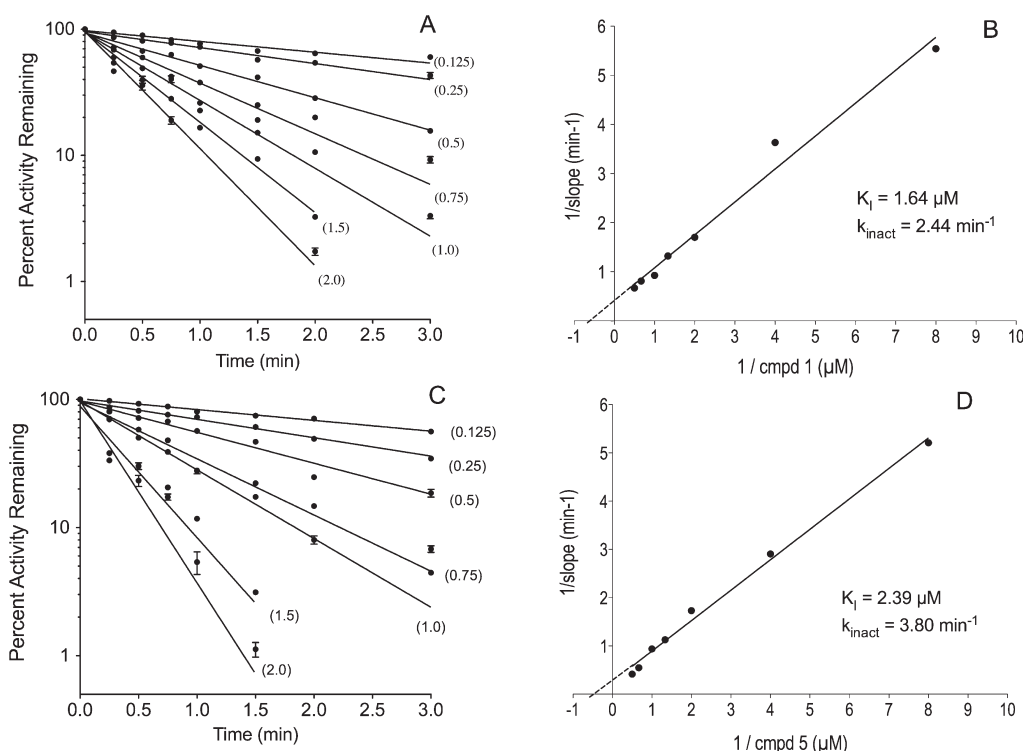 A
Percent Activity Remaining
100
10
1
(0.125)
(0.25)
(0.5)
(0.75)
(1.0)
(1.5)
(2.0)
0.0 0.5 1.0 1.5 2.0 2.5 3.0
Time (min)
B
1/slope (min-1)
6
5
4
3
2
1
K_I = 1.64 µM
k_inact = 2.44 min⁻¹
-1 0 1 2 3 4 5 6 7 8 9 10
1 / cmpd 1 (µM)
C
Percent Activity Remaining
100
10
1
(0.125)
(0.25)
(0.5)
(0.75)
(1.0)
(1.5)
(2.0)
0.0 0.5 1.0 1.5 2.0 2.5 3.0
Time (min)
D
1/slope (min-1)
6
5
4
3
2
1
K_I = 2.39 µM
k_inact = 3.80 min⁻¹
-1 0 1 2 3 4 5 6 7 8 9 10
1 / cmpd 5 (µM)